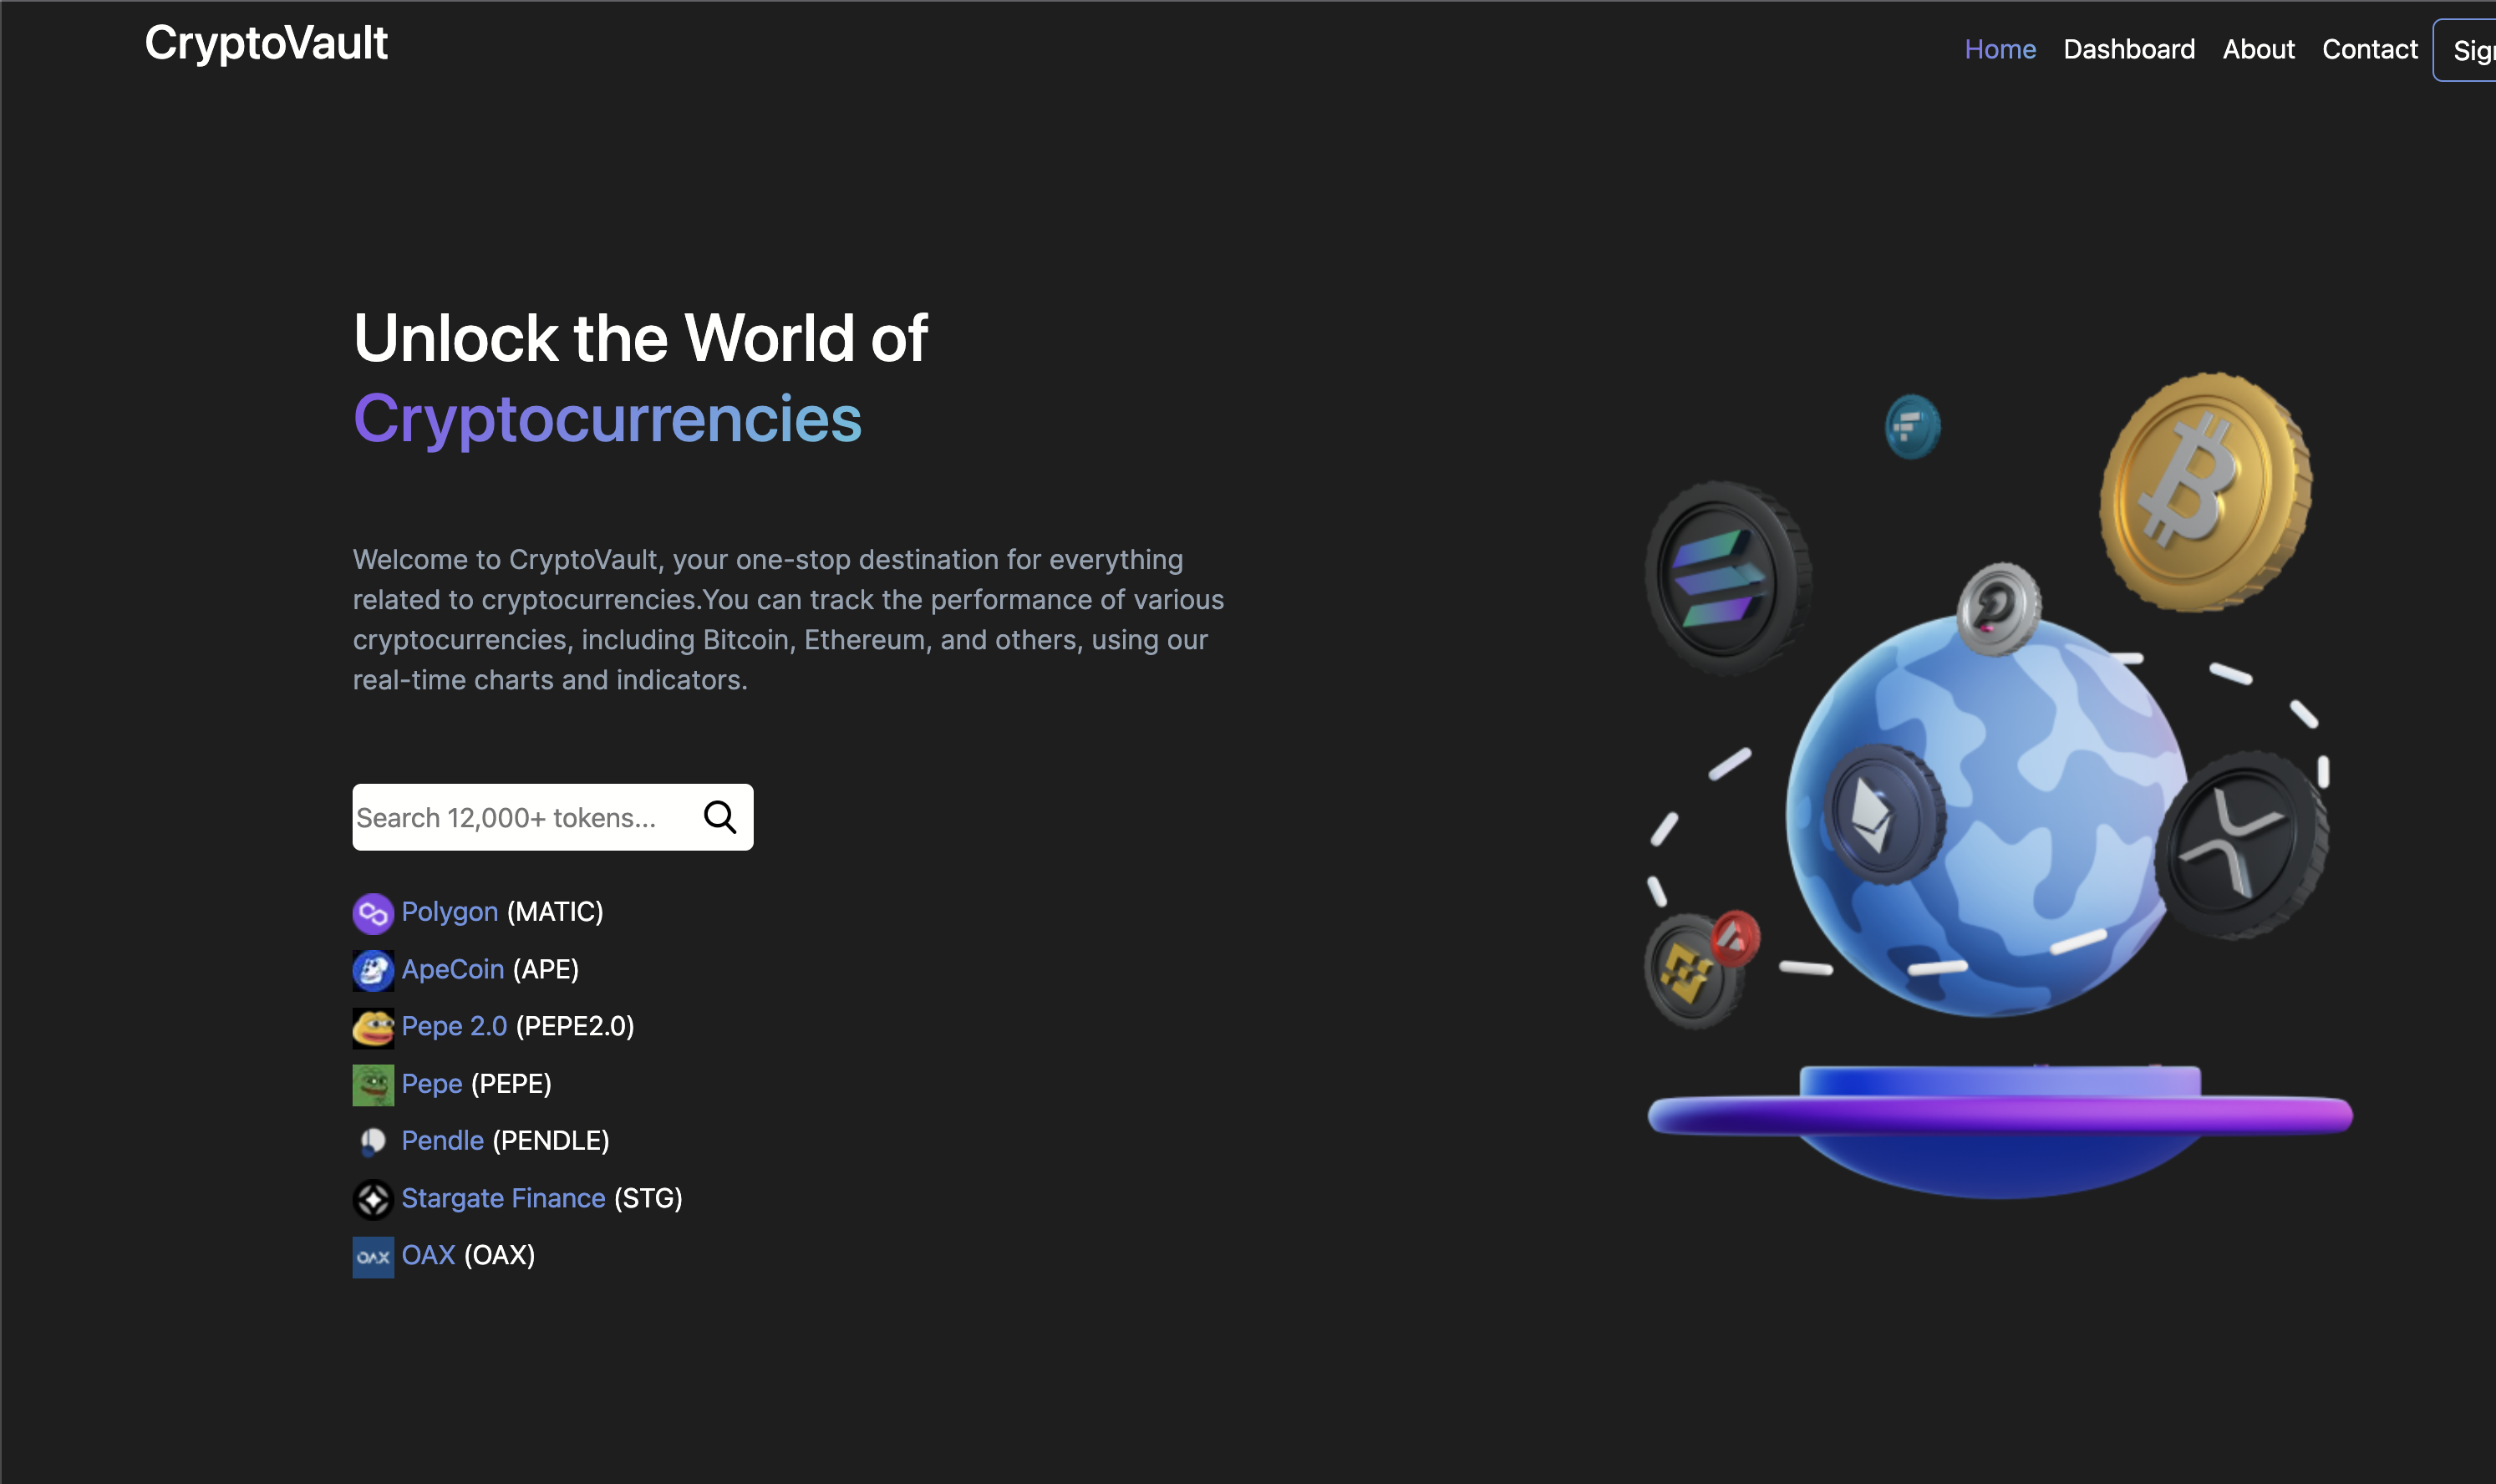 CryptoVault
Home Dashboard About Contact
Unlock the World of
Cryptocurrencies
Welcome to CryptoVault, your one-stop destination for everything
related to cryptocurrencies.You can track the performance of various
cryptocurrencies, including Bitcoin, Ethereum, and others, using our
real-time charts and indicators.
Search 12,000+ tokens...
Polygon (MATIC)
ApeCoin (APE)
Pepe 2.0 (PEPE2.0)
Pepe (PEPE)
Pendle (PENDLE)
Stargate Finance (STG)
OAX OAX (OAX)